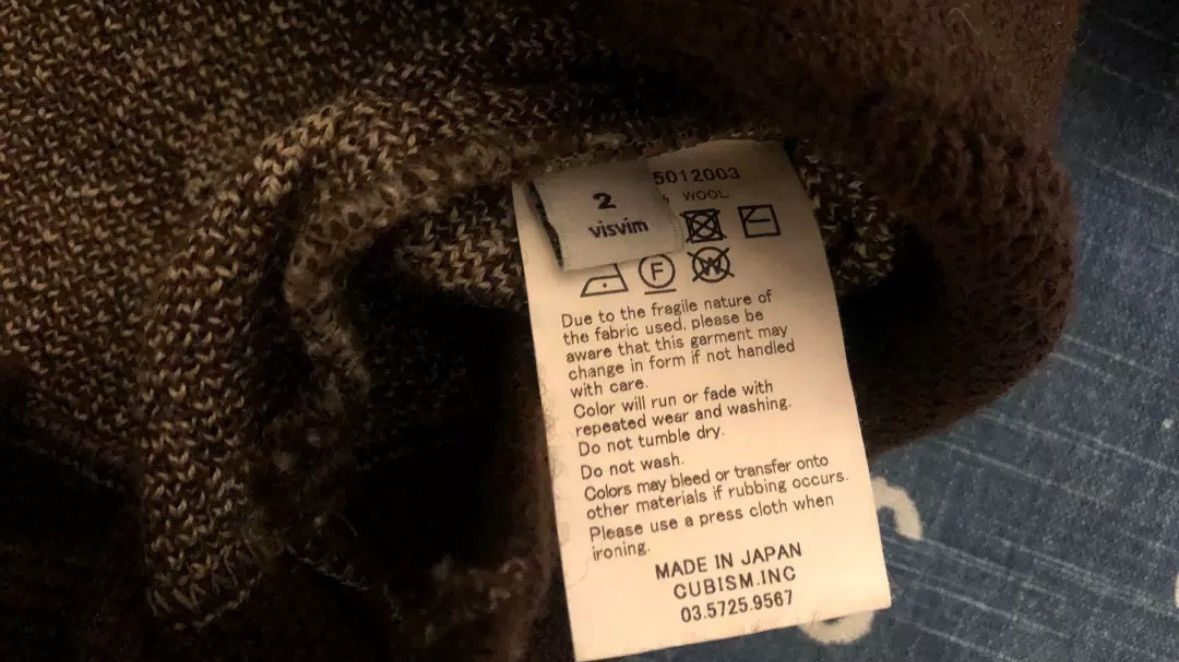 5012003
WOOL
2
visvim
F
W
Due to the fragile nature of
the fabric used, please be
aware that this garment may
change in form if not handled
with care.
Color will run or fade with
repeated wear and washing.
Do not tumble dry.
Do not wash.
Colors may bleed or transfer onto
other materials if rubbing occurs.
Please use a press cloth when
ironing.
MADE IN JAPAN
CUBISM.INC
03.5725.9567